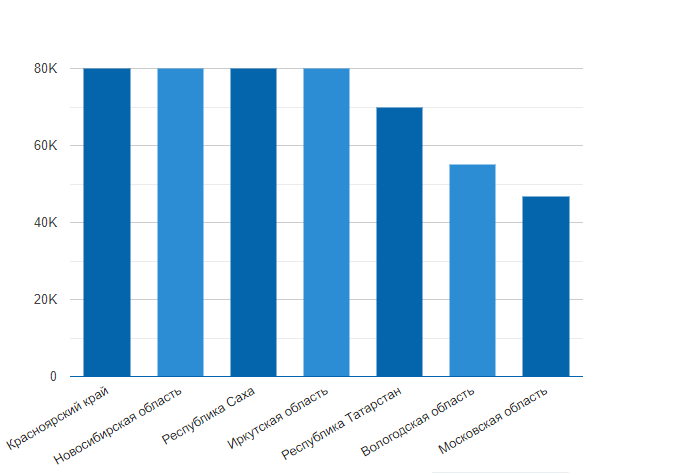 80K
60K
40K
20K
0
Красноярский край
Новосибирская область
Республика Саха
Иркутская область
Республика Татарстан
Вологодская область
Московская область